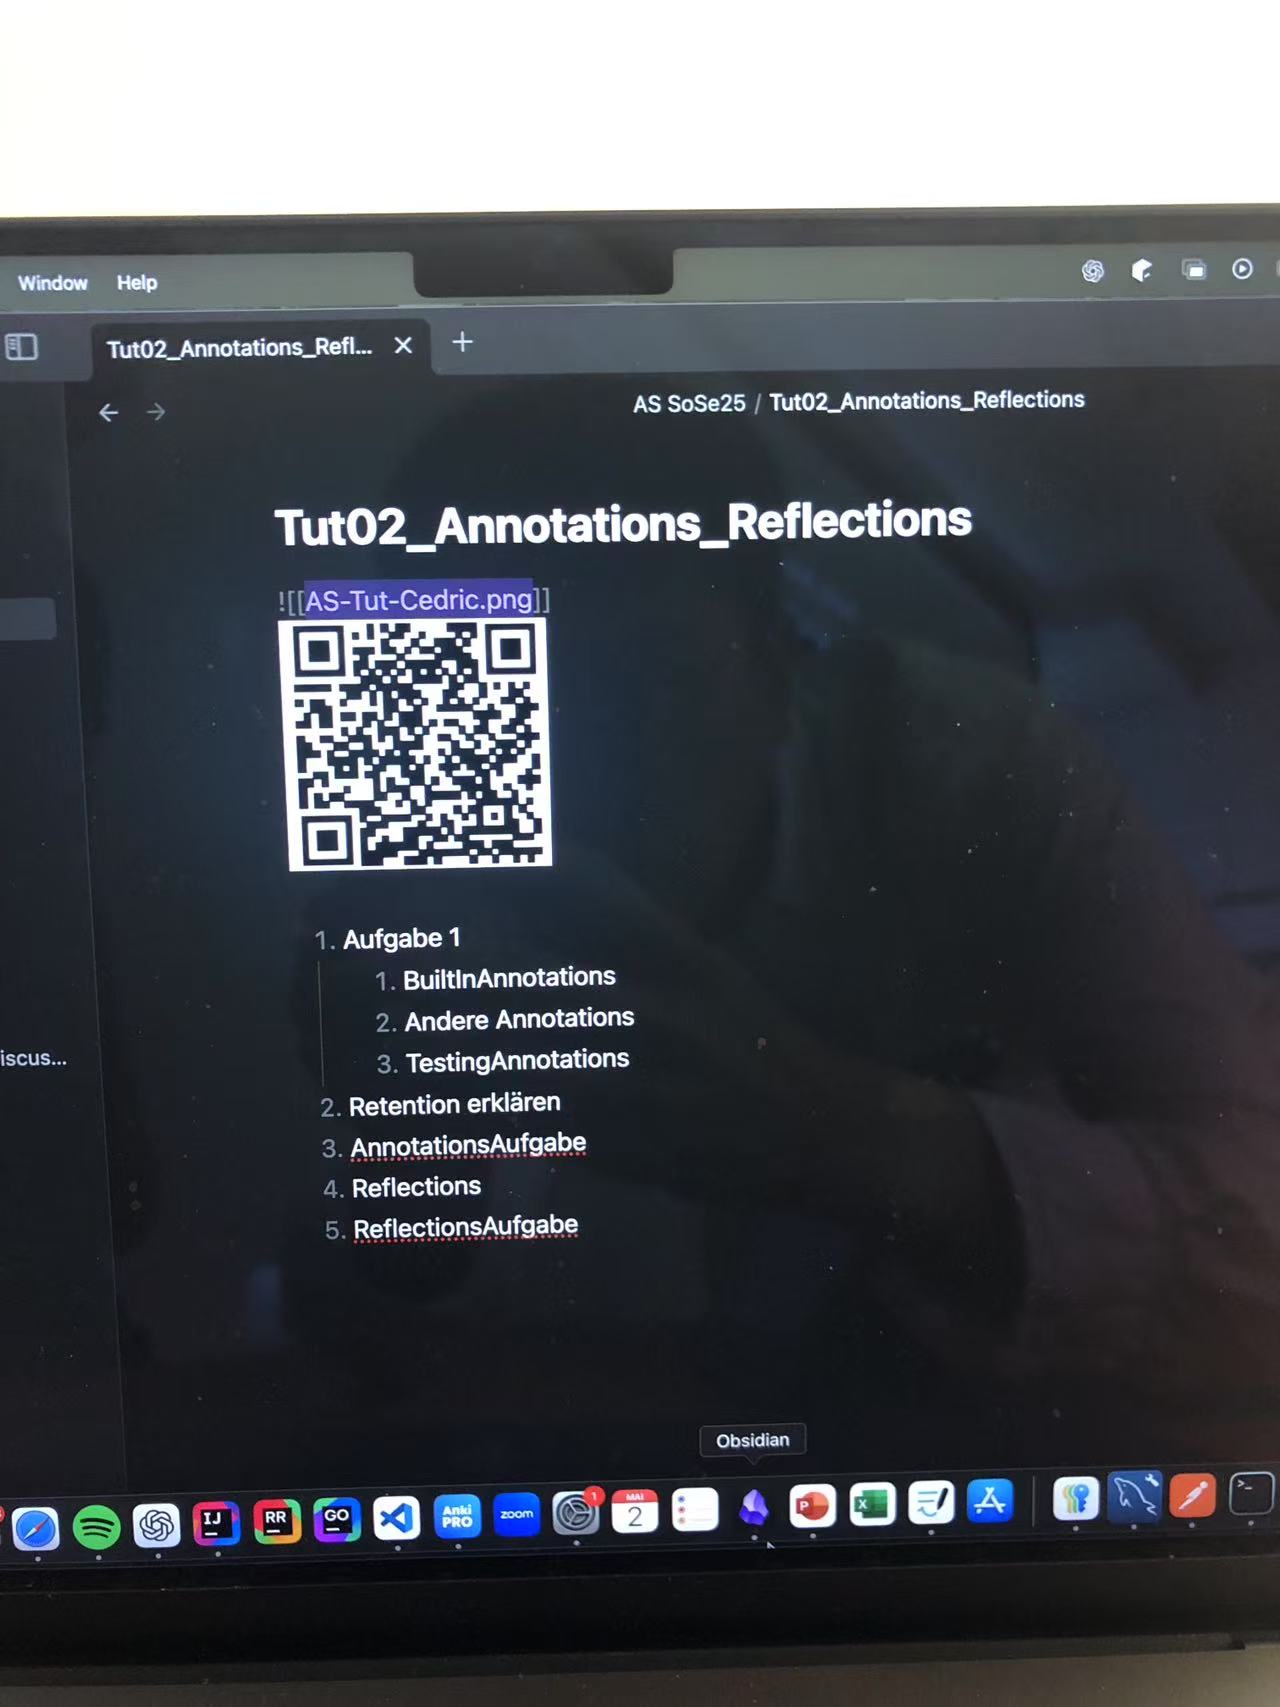 Window Help
Tut02_Annotations_Refl...
AS SoSe25 / Tut02_Annotations_Reflections
Tut02_Annotations_Reflections
![[AS-Tut-Cedric.png]]
1. Aufgabe 1
1. BuiltInAnnotations
2. Andere Annotations
3. TestingAnnotations
iscus...
2. Retention erklären
3. AnnotationsAufgabe
4. Reflections
5. ReflectionsAufgabe
Obsidian
IJ
RR
GO
Anki PRO
zoom
1
MAI
2
P
X